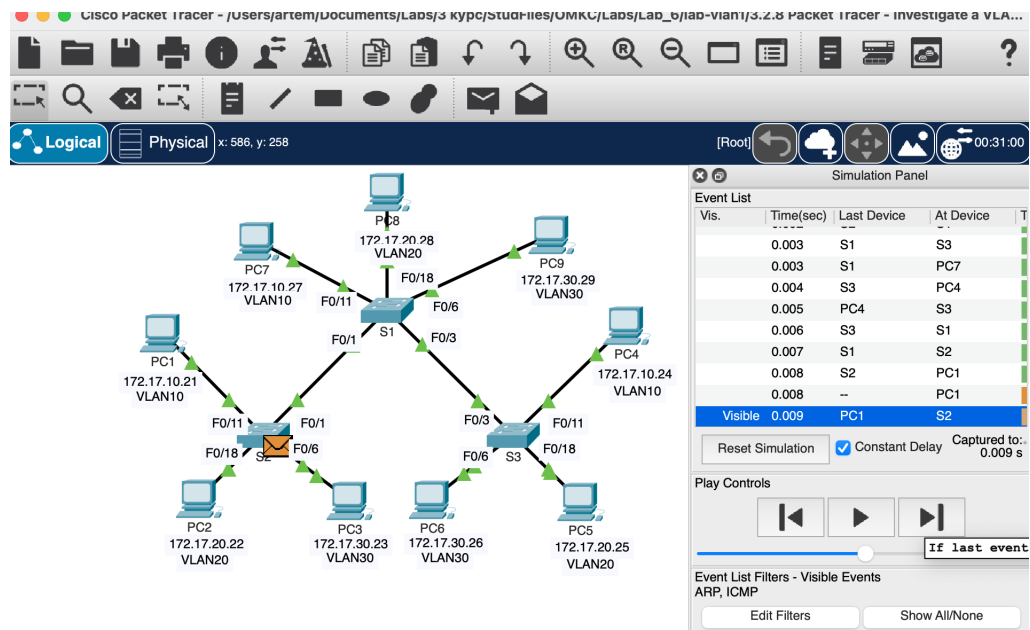 Cisco Packet Tracer - /Users/artem/Documents/Labs/3 курс/StudFiles/ОМКС/Labs/Lab_6/lab-vlan1/3.2.8 Packet Tracer - Investigate a VLA...
Logical
Physical
x: 586, y: 258
[Root]
00:31:00
PC8
172.17.20.28
VLAN20
PC7
172.17.10.27
VLAN10
PC9
172.17.30.29
VLAN30
F0/11
F0/18
F0/6
S1
F0/1
F0/3
PC1
172.17.10.21
VLAN10
PC4
172.17.10.24
VLAN10
F0/11
F0/1
F0/18
S2
F0/6
F0/3
F0/11
F0/6
S3
F0/18
PC2
172.17.20.22
VLAN20
PC3
172.17.30.23
VLAN30
PC6
172.17.30.26
VLAN30
PC5
172.17.20.25
VLAN20
Simulation Panel
Event List
Vis. Time(sec) Last Device At Device T
0.003 S1 S3
0.003 S1 PC7
0.004 S3 PC4
0.005 PC4 S3
0.006 S3 S1
0.007 S1 S2
0.008 S2 PC1
0.008 -- PC1
Visible 0.009 PC1 S2
Reset Simulation
Constant Delay
Captured to:
0.009 s
Play Controls
If last event
Event List Filters - Visible Events
ARP, ICMP
Edit Filters
Show All/None